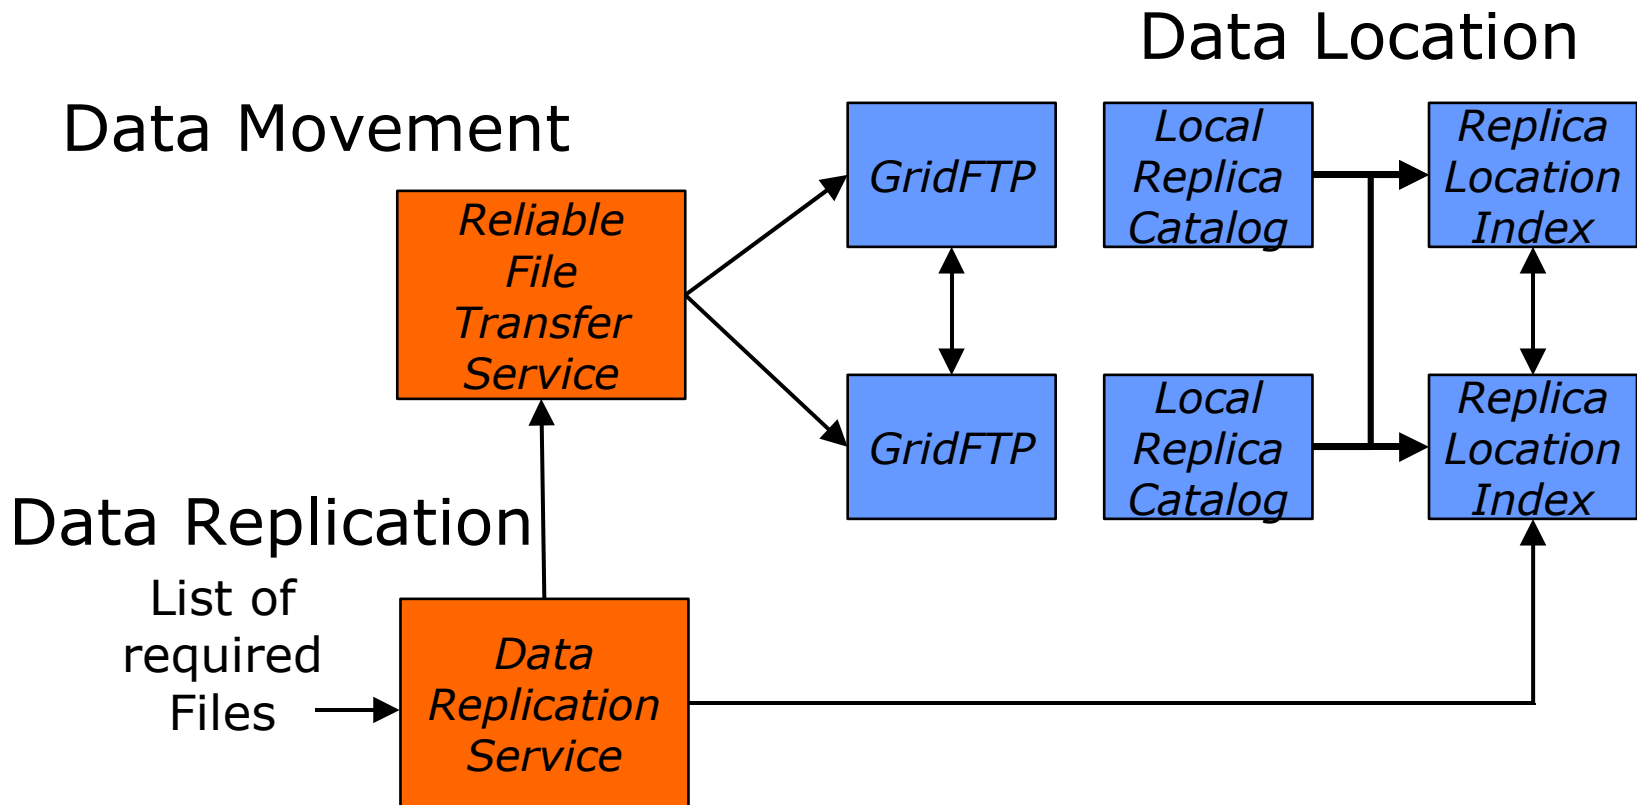 Data Location
Data Movement
GridFTP
Local
Replica
Catalog
Replica
Location
Index
Reliable
File
Transfer
Service
GridFTP
Local
Replica
Catalog
Replica
Location
Index
Data Replication
List of
required
Files
Data
Replication
Service